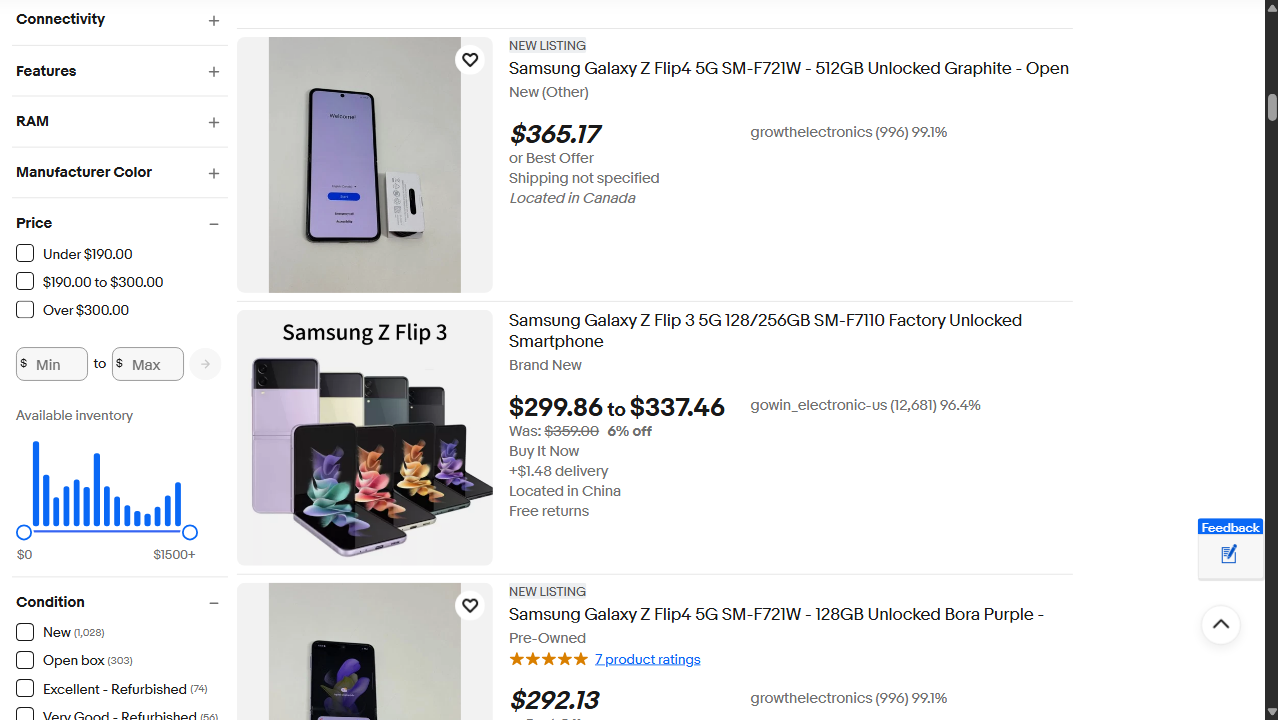 Connectivity
Features
RAM
Manufacturer Color
Price
Under $190.00
$190.00 to $300.00
Over $300.00
$ Min to $ Max
Available inventory
$0 $1500+
Condition
New (1,028)
Open box (303)
Excellent - Refurbished (74)
Very Good - Refurbished (56)
NEW LISTING
Samsung Galaxy Z Flip4 5G SM-F721W - 512GB Unlocked Graphite - Open
New (Other)
$365.17
or Best Offer
Shipping not specified
Located in Canada
growthelectronics (996) 99.1%
Welcome!
Start
Samsung Z Flip 3
Samsung Galaxy Z Flip 3 5G 128/256GB SM-F7110 Factory Unlocked
Smartphone
Brand New
$299.86 to $337.46
Was: $359.00 6% off
Buy It Now
+$1.48 delivery
Located in China
Free returns
gowin_electronic-us (12,681) 96.4%
NEW LISTING
Samsung Galaxy Z Flip4 5G SM-F721W - 128GB Unlocked Bora Purple -
Pre-Owned
7 product ratings
$292.13
growthelectronics (996) 99.1%
Feedback